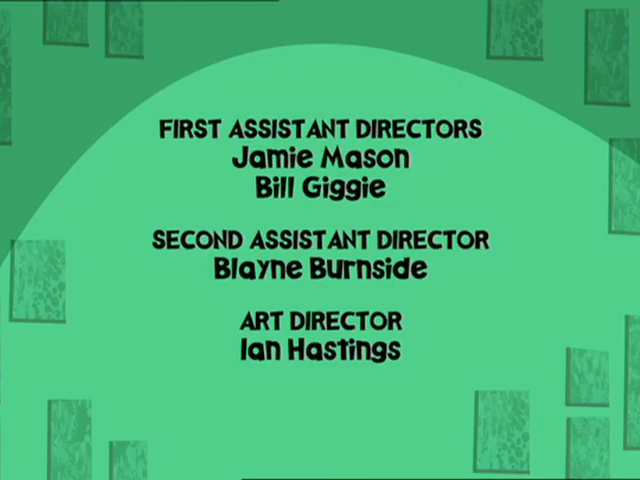 FIRST ASSISTANT DIRECTORS
Jamie Mason
Bill Giggie
SECOND ASSISTANT DIRECTOR
Blayne Burnside
ART DIRECTOR
Ian Hastings